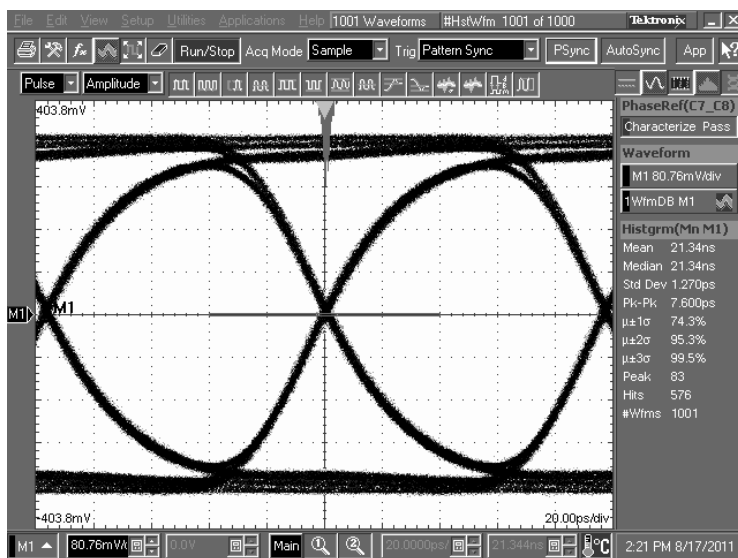 File Edit View Setup Utilities Applications Help 1001 Waveforms #HstWfm 1001 of 1000 Tektronix
Run/Stop Acq Mode Sample Trig Pattern Sync PSync AutoSync App
Pulse Amplitude
403.8mV
PhaseRef(C7_C8)
Characterize Pass
Waveform
M1 80.76mV/div
1 WfmDB M1
Histgrm(Mn M1)
Mean 21.34ns
Median 21.34ns
Std Dev 1.270ps
Pk-Pk 7.600ps
µ±1σ 74.3%
µ±2σ 95.3%
µ±3σ 99.5%
Peak 83
Hits 576
#Wfms 1001
M1 M1
-403.8mV 20.00ps/div
M1 80.76mV/ 0.0V Main 1 2 20.0000ps/ 21.344ns °C 2:21 PM 8/17/2011